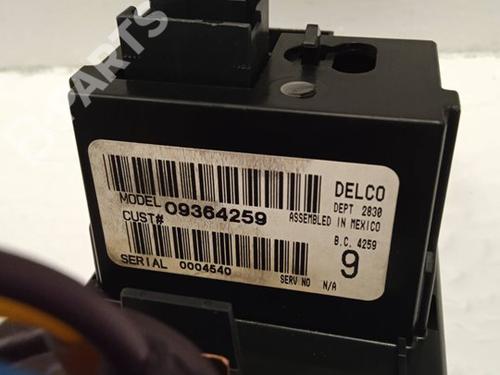 B-PARTS
DELCO
DEPT 2830
ASSEMBLED IN MEXICO
MODEL 09364259
CUST#
B.C. 4259
9
SERIAL 0004540
SERV NO N/A